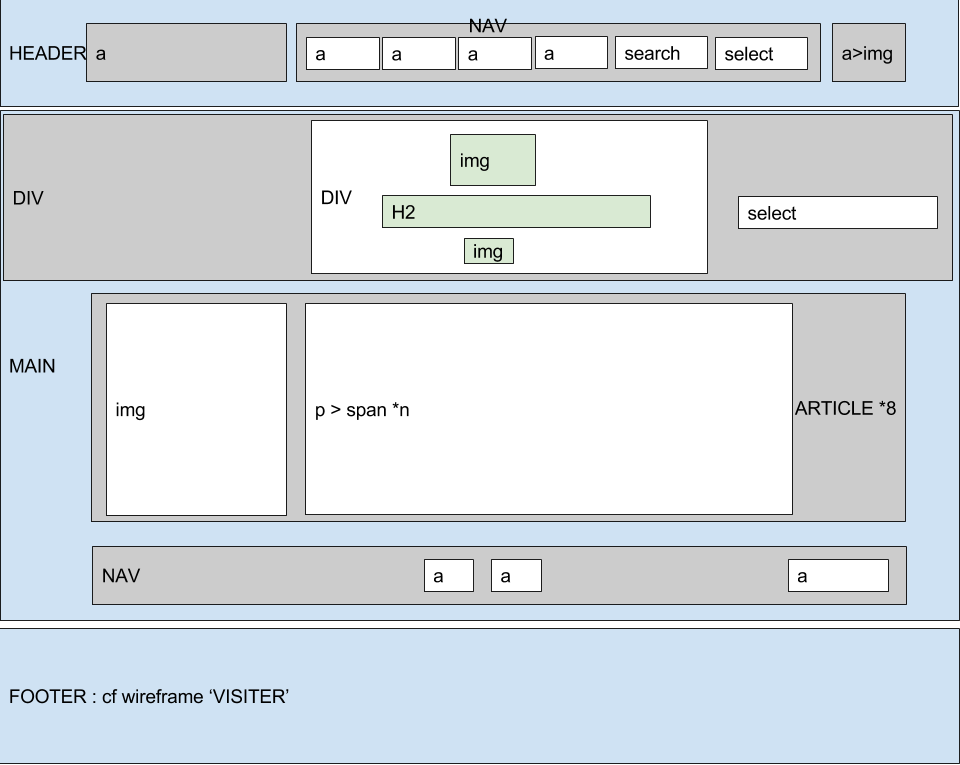 NAV
HEADER
a
a
a
a
a
search
select
a>img
DIV
DIV
img
H2
img
select
MAIN
img
p > span *n
ARTICLE *8
NAV
a
a
a
FOOTER : cf wireframe ‘VISITER’